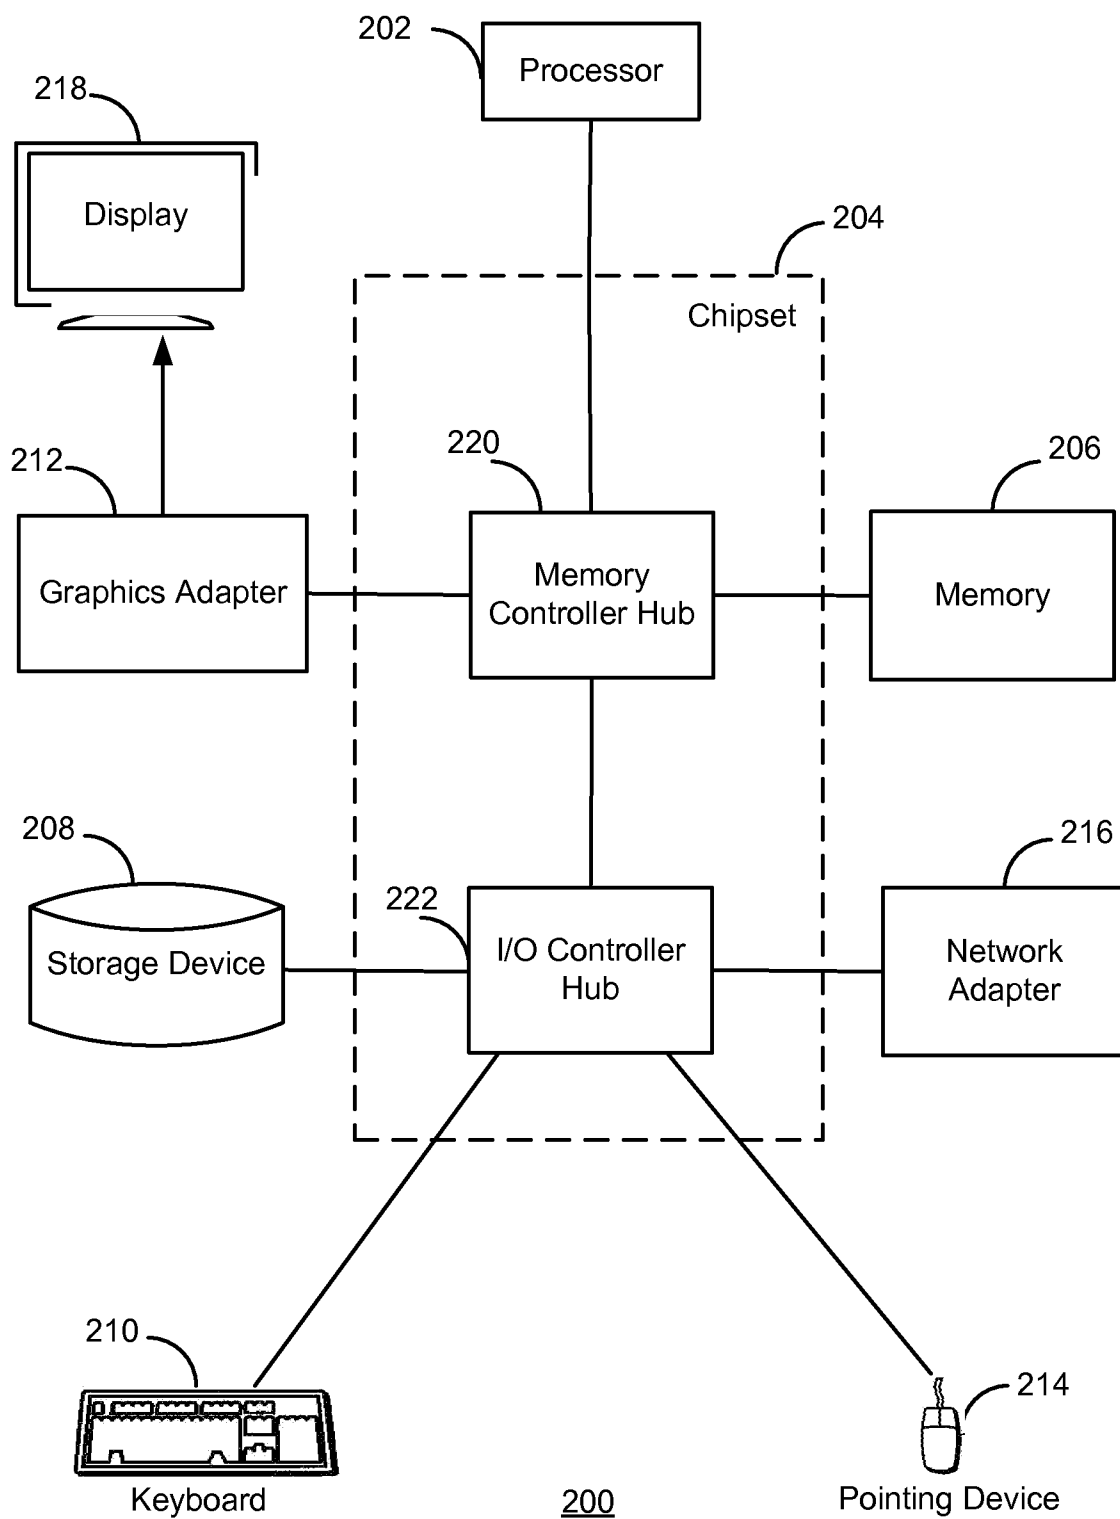 202
Processor
218
Display
204
Chipset
212
Graphics Adapter
220
Memory
Controller Hub
206
Memory
208
Storage Device
222
I/O Controller
Hub
216
Network
Adapter
210
Keyboard
214
Pointing Device
200